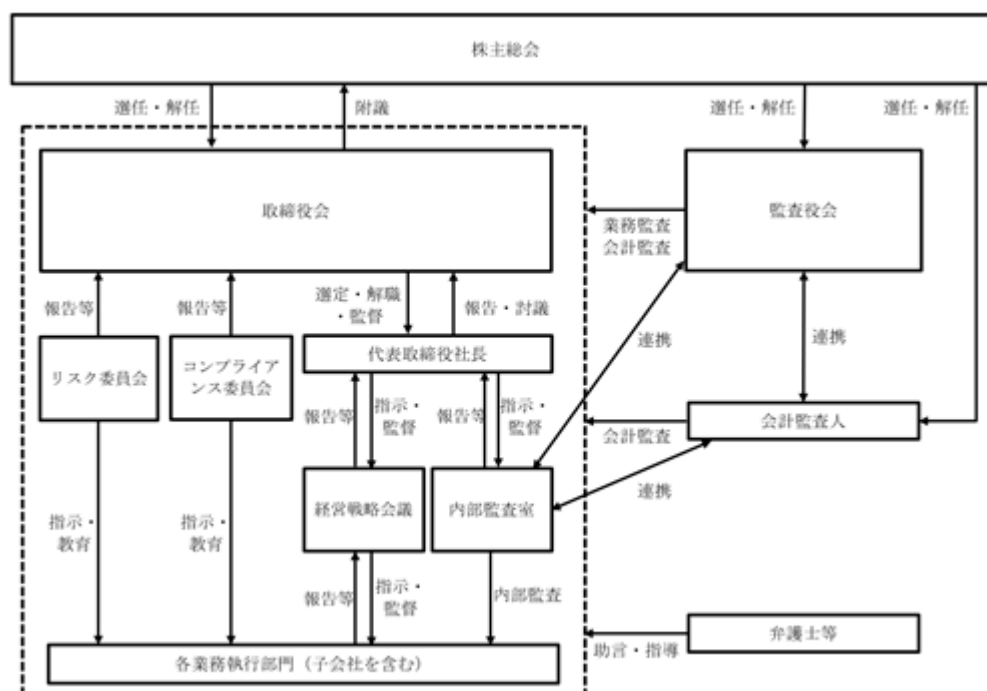 株主総会
選任・解任
附議
選任・解任
選任・解任
取締役会
監査役会
業務監査
会計監査
報告等
報告等
選定・解職
・監督
報告・討議
連携
連携
リスク委員会
コンプライア
ンス委員会
代表取締役社長
報告等
指示・
監督
報告等
指示・
監督
会計監査人
会計監査
連携
経営戦略会議
内部監査室
指示・
教育
指示・
教育
報告等
指示・
監督
内部監査
弁護士等
助言・指導
各業務執行部門(子会社を含む)